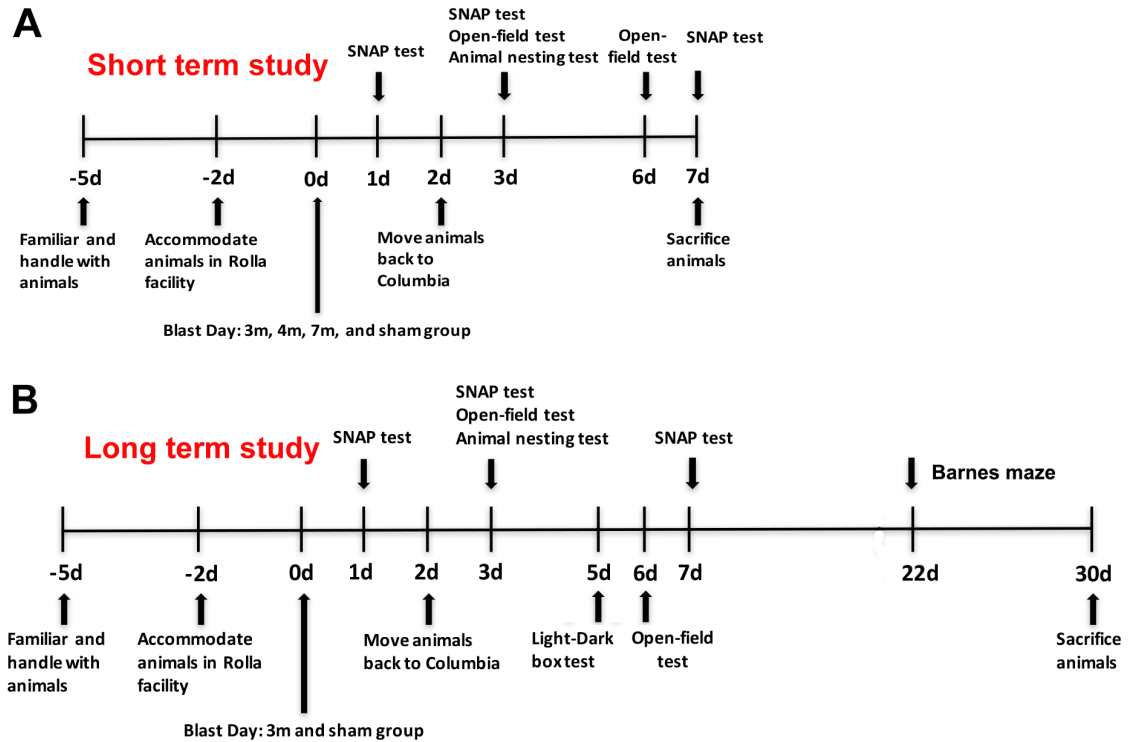 A
Short term study
SNAP test
SNAP test
Open-field test
Animal nesting test
Open-
field test
SNAP test
-5d
-2d
0d
1d
2d
3d
6d
7d
Familiar and
handle with
animals
Accommodate
animals in Rolla
facility
Move animals
back to
Columbia
Sacrifice
animals
Blast Day: 3m, 4m, 7m, and sham group
B
Long term study
SNAP test
SNAP test
Open-field test
Animal nesting test
SNAP test
Barnes maze
-5d
-2d
0d
1d
2d
3d
5d
6d
7d
22d
30d
Familiar and
handle with
animals
Accommodate
animals in Rolla
facility
Move animals
back to Columbia
Light-Dark
box test
Open-field
test
Sacrifice
animals
Blast Day: 3m and sham group